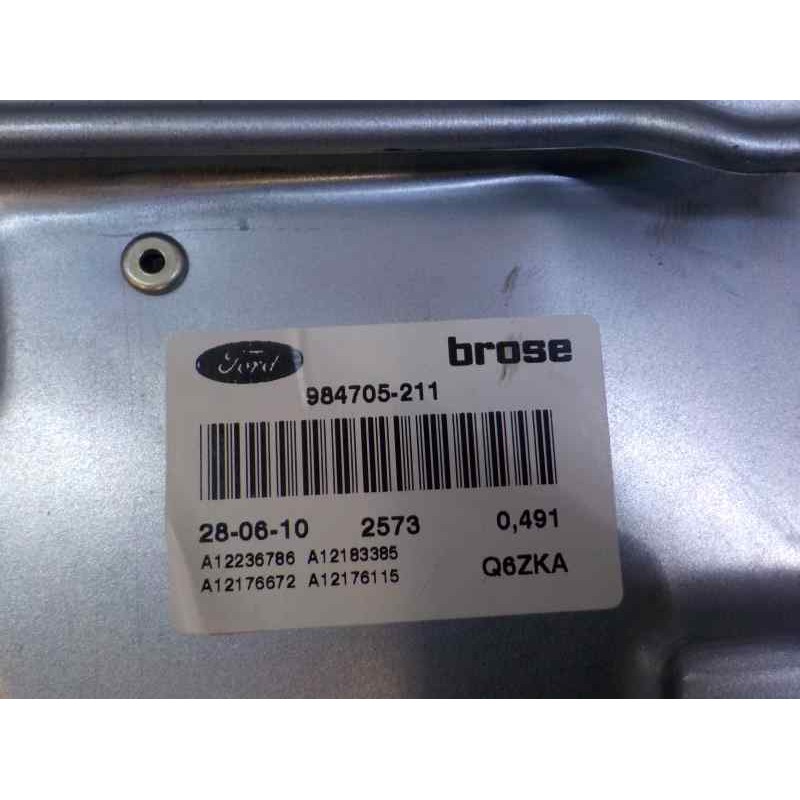 Ford brose
984705-211
28-06-10 2573 0,491
A12236786 A12183385
A12176672 A12176115 Q6ZKA